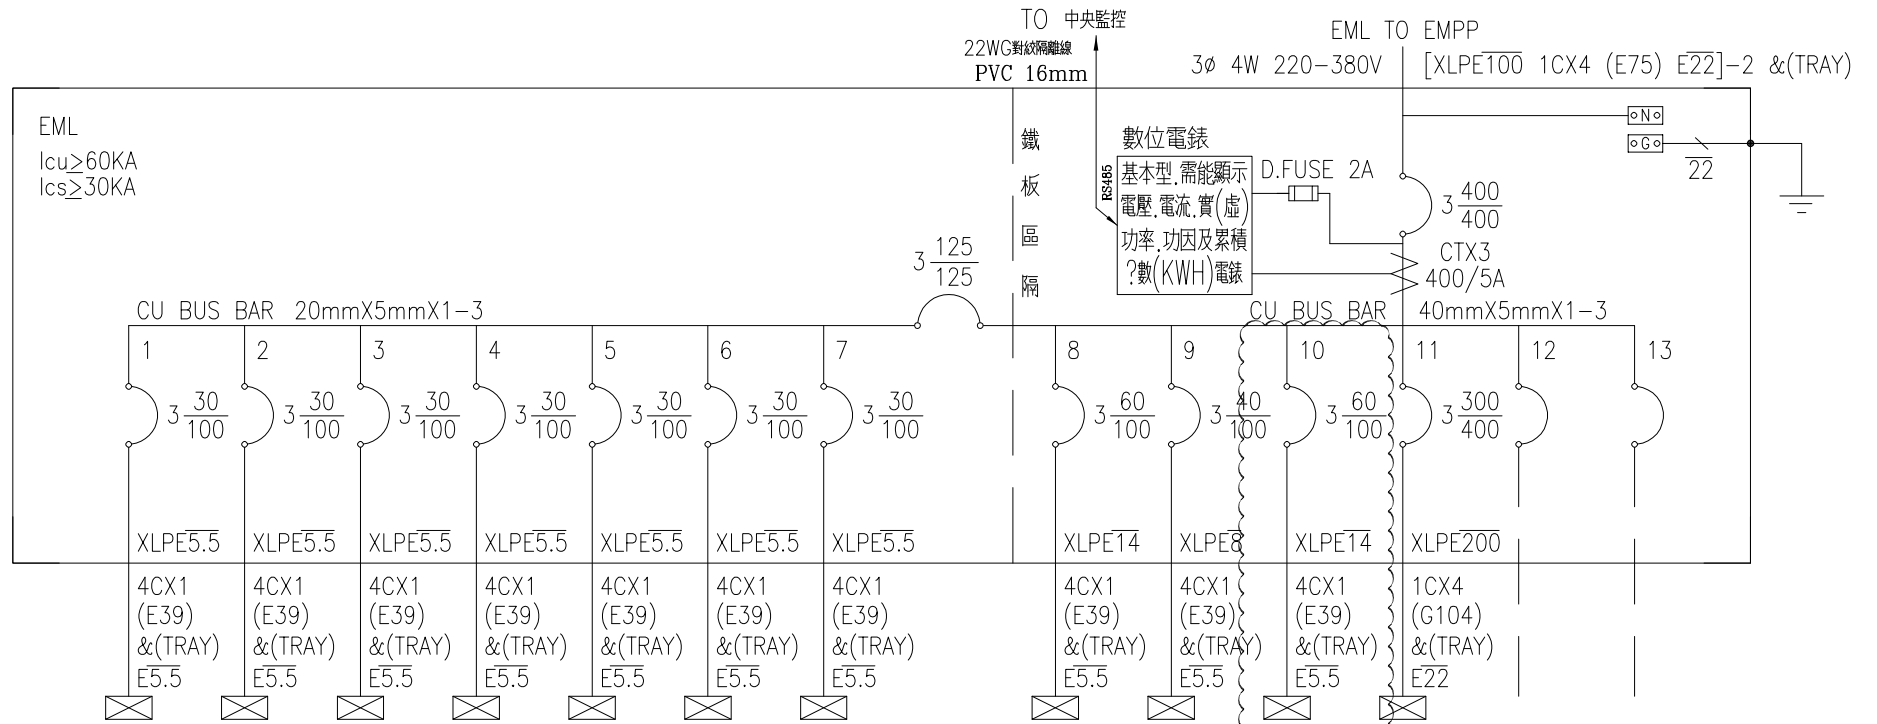 TO 中央監控
22WG對絞隔離線
PVC 16mm
EML TO EMPP
3ø 4W 220-380V [XLPE100 1CX4 (E75) E22]-2 &(TRAY)
EML
Icu≥60KA
Ics≥30KA
鐵板區隔
數位電錶
RS485
基本型.需能顯示
電壓.電流.實(虛)
功率.功因及累積
?數(KWH)電錶
D.FUSE 2A
N
G
22
3 400/400
CTX3
400/5A
3 125/125
CU BUS BAR 20mmX5mmX1-3
CU BUS BAR 40mmX5mmX1-3
1 2 3 4 5 6 7 8 9 10 11 12 13
3 30/100 3 30/100 3 30/100 3 30/100 3 30/100 3 30/100 3 30/100 3 60/100 3 40/100 3 60/100 3 300/400
XLPE5.5 XLPE5.5 XLPE5.5 XLPE5.5 XLPE5.5 XLPE5.5 XLPE5.5 XLPE14 XLPE8 XLPE14 XLPE200
4CX1 4CX1 4CX1 4CX1 4CX1 4CX1 4CX1 4CX1 4CX1 4CX1 1CX4
(E39) (E39) (E39) (E39) (E39) (E39) (E39) (E39) (E39) (E39) (G104)
&(TRAY) &(TRAY) &(TRAY) &(TRAY) &(TRAY) &(TRAY) &(TRAY) &(TRAY) &(TRAY) &(TRAY) &(TRAY)
E5.5 E5.5 E5.5 E5.5 E5.5 E5.5 E5.5 E5.5 E5.5 E5.5 E22